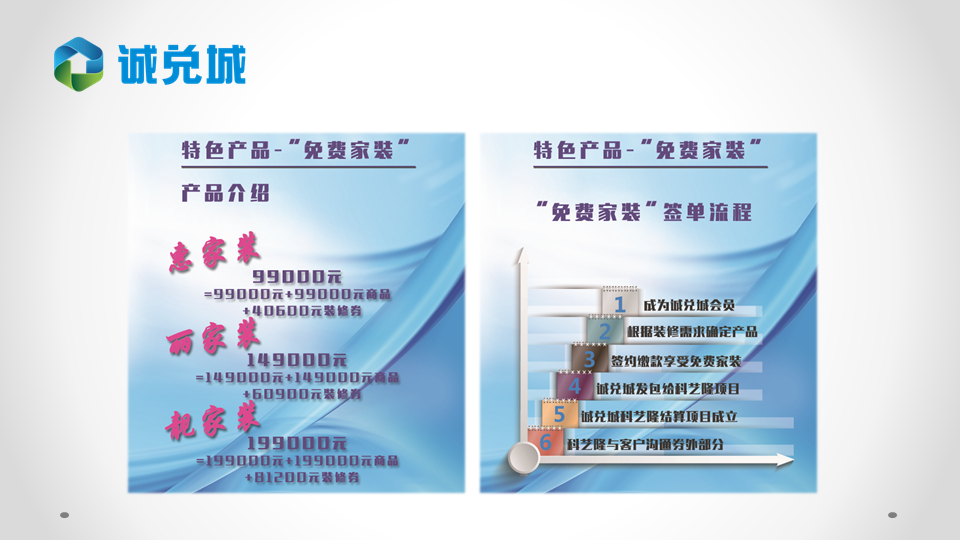 诚兑城
特色产品-“免费家装”
产品介绍
惠家装
99000元
=99000元+99000元商品
+40600元装修券
丽家装
149000元
=149000元+149000元商品
+60900元装修券
靓家装
199000元
=199000元+199000元商品
+81200元装修券
特色产品-“免费家装”
“免费家装”签单流程
1 成为诚兑城会员
2 根据装修需求确定产品
3 签约缴款享受免费家装
4 诚兑城发包给科艺隆项目
5 诚兑城科艺隆结算项目成立
6 科艺隆与客户沟通券外部分